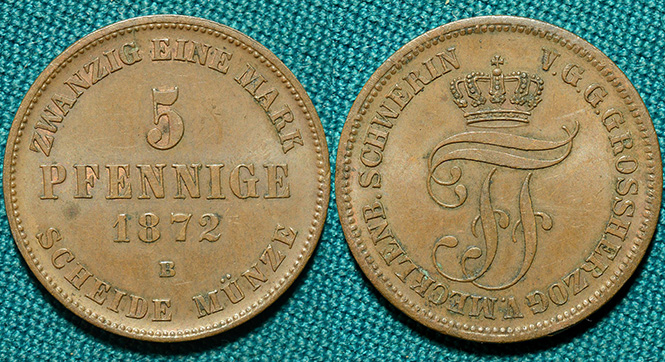 ZWANZIG EINE MARK
5
PFENNIGE
1872
B
SCHEIDE MÜNZE
V.G.G.GROSSHERZOG V. MECKLENB. SCHWERIN
FF